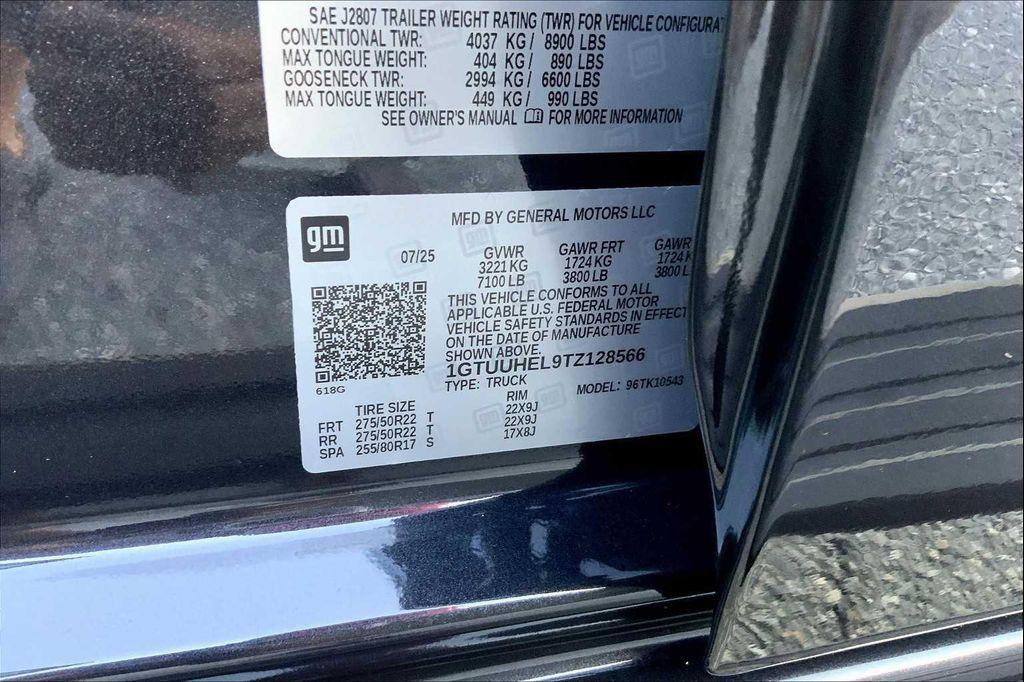 SAE J2807 TRAILER WEIGHT RATING (TWR) FOR VEHICLE CONFIGURA
CONVENTIONAL TWR: 4037 KG / 8900 LBS
MAX TONGUE WEIGHT: 404 KG / 890 LBS
GOOSENECK TWR: 2994 KG / 6600 LBS
MAX TONGUE WEIGHT: 449 KG / 990 LBS
SEE OWNER'S MANUAL FOR MORE INFORMATION
gm
MFD BY GENERAL MOTORS LLC
07/25 GVWR GAWR FRT GAWR
3221 KG 1724 KG 1724 K
7100 LB 3800 LB 3800 L
THIS VEHICLE CONFORMS TO ALL
APPLICABLE U.S. FEDERAL MOTOR
VEHICLE SAFETY STANDARDS IN EFFECT
ON THE DATE OF MANUFACTURE
SHOWN ABOVE.
1GTUUHEL9TZ128566
TYPE: TRUCK MODEL: 96TK10543
618G
TIRE SIZE RIM
FRT 275/50R22 T 22X9J
RR 275/50R22 T 22X9J
SPA 255/80R17 S 17X8J